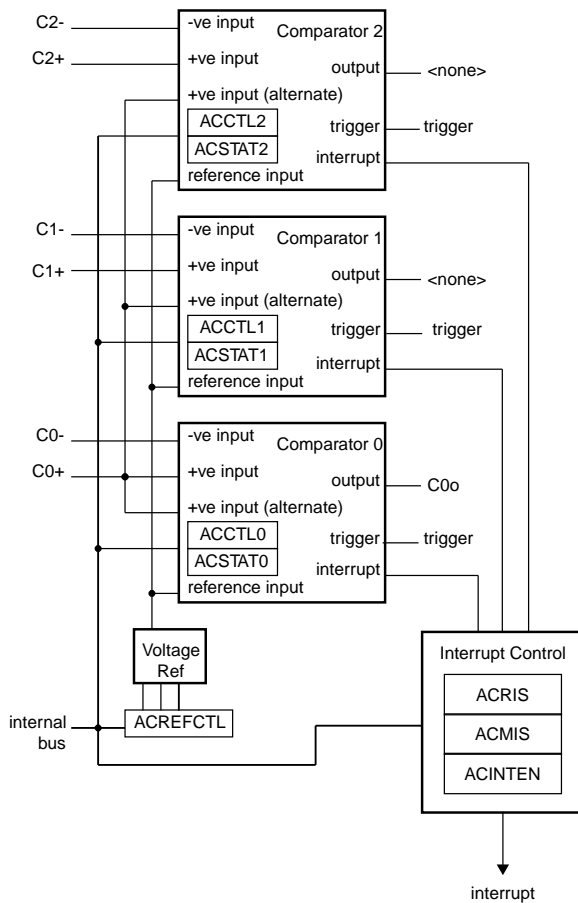 C2-
-ve input
Comparator 2
C2+
+ve input
output
<none>
+ve input (alternate)
ACCTL2
trigger
trigger
ACSTAT2
interrupt
reference input
C1-
-ve input
Comparator 1
C1+
+ve input
output
<none>
+ve input (alternate)
ACCTL1
trigger
trigger
ACSTAT1
interrupt
reference input
C0-
-ve input
Comparator 0
C0+
+ve input
output
C0o
+ve input (alternate)
ACCTL0
trigger
trigger
ACSTAT0
interrupt
reference input
Voltage
Ref
Interrupt Control
ACRIS
internal
bus
ACREFCTL
ACMIS
ACINTEN
interrupt